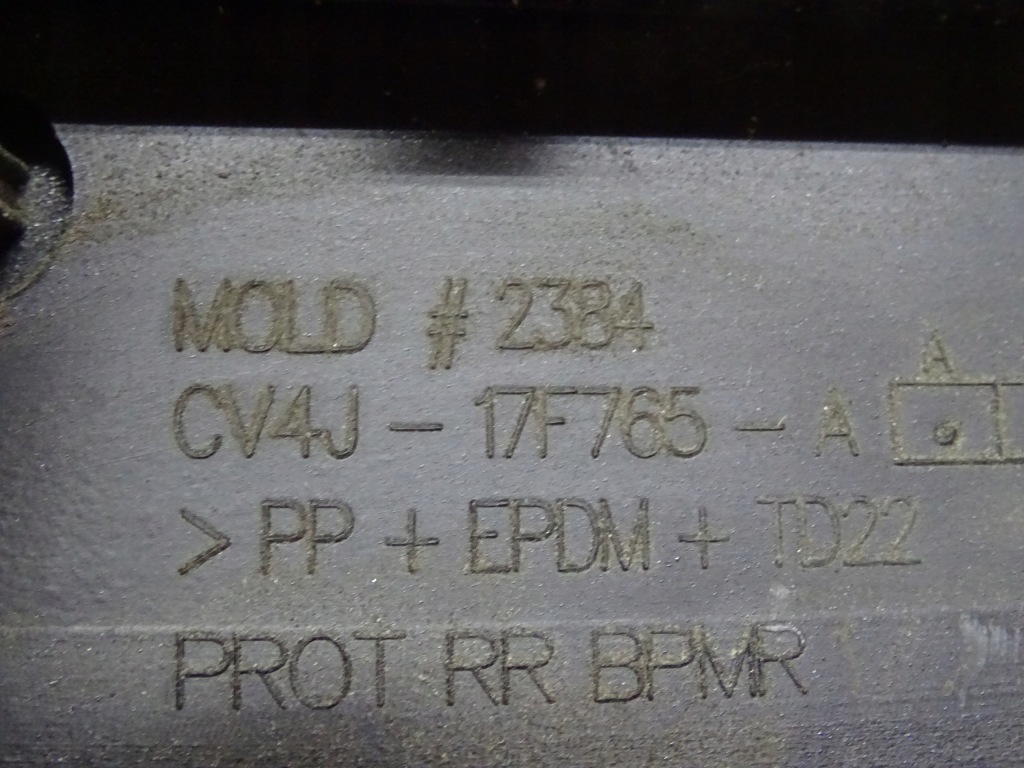 MOLD # 2384
CV4J - 17F765 - A A
> PP + EPDM + TD22
PROT RR BPMR